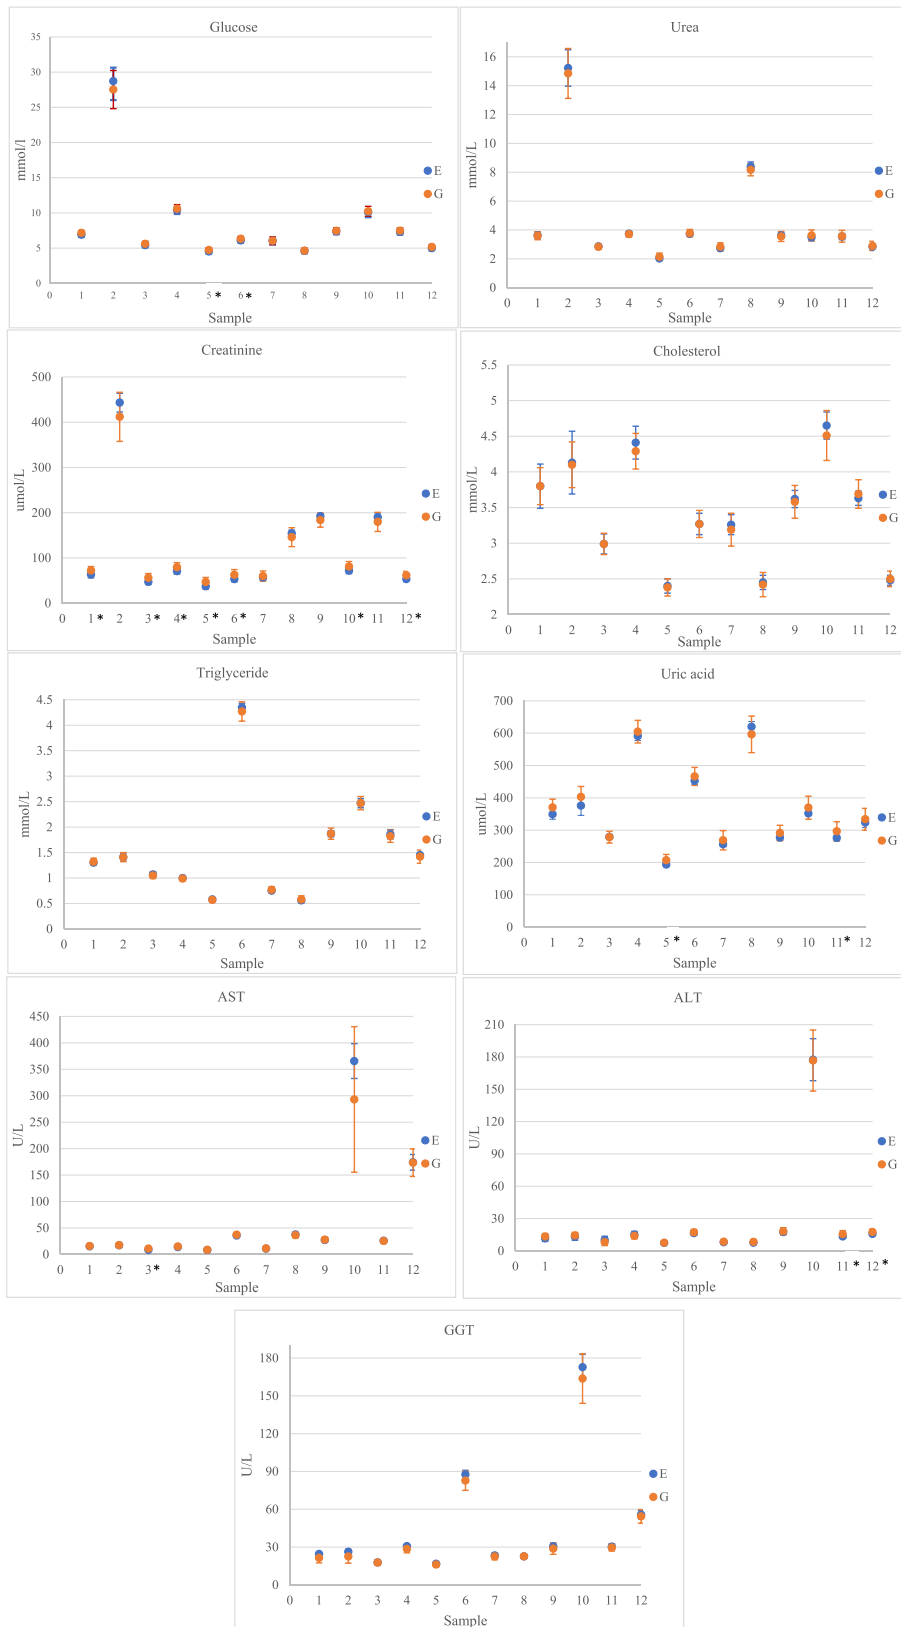 Glucose
35
30
25
20
15
10
5
0
mmol/l
1 2 3 4 5 * 6 * 7 8 9 10 11 12
Sample
E
G
Urea
16
14
12
10
8
6
4
2
0
mmol/L
0 1 2 3 4 5 6 7 8 9 10 11 12
Sample
E
G
Creatinine
500
400
300
200
100
0
umol/L
0 1 * 2 3 * 4 * 5 * 6 * 7 8 9 10 * 11 12 *
Sample
E
G
Cholesterol
5.5
5
4.5
4
3.5
3
2.5
2
mmol/L
0 1 2 3 4 5 6 7 8 9 10 11 12
Sample
E
G
Triglyceride
4.5
4
3.5
3
2.5
2
1.5
1
0.5
0
mmol/L
0 1 2 3 4 5 6 7 8 9 10 11 12
Sample
E
G
Uric acid
700
600
500
400
300
200
100
0
umol/L
0 1 2 3 4 5 * 6 7 8 9 10 11 * 12
Sample
E
G
AST
450
400
350
300
250
200
150
100
50
0
U/L
0 1 2 3 * 4 5 6 7 8 9 10 11 12
Sample
E
G
ALT
210
180
150
120
90
60
30
0
U/L
0 1 2 3 4 5 6 7 8 9 10 11 * 12 *
Sample
E
G
GGT
180
150
120
90
60
30
0
U/L
0 1 2 3 4 5 6 7 8 9 10 11 12
Sample
E
G